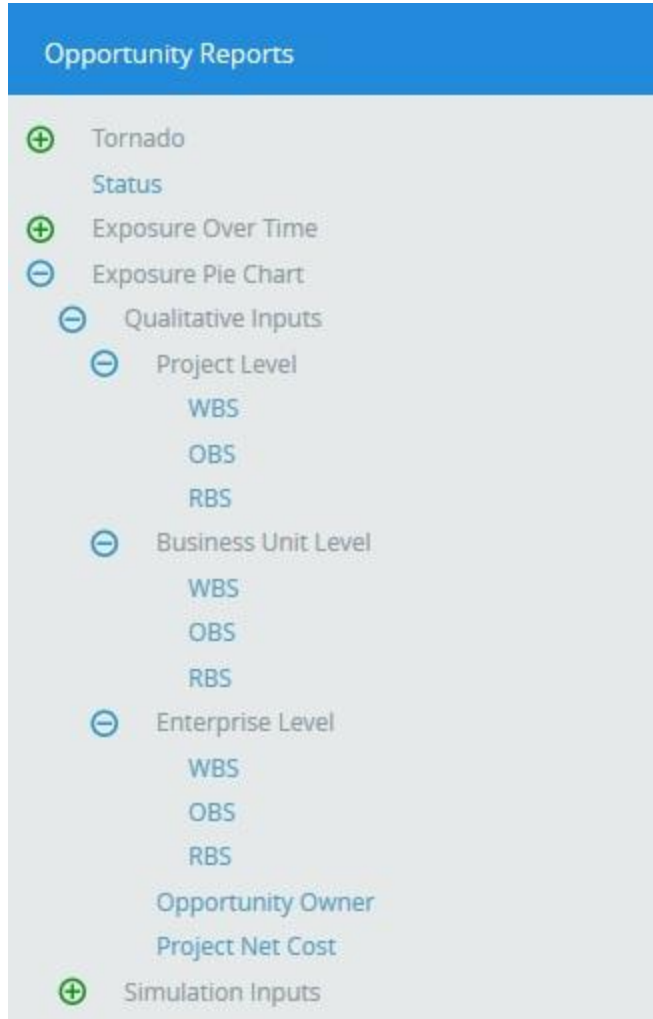 Opportunity Reports
Tornado
Status
Exposure Over Time
Exposure Pie Chart
Qualitative Inputs
Project Level
WBS
OBS
RBS
Business Unit Level
WBS
OBS
RBS
Enterprise Level
WBS
OBS
RBS
Opportunity Owner
Project Net Cost
Simulation Inputs